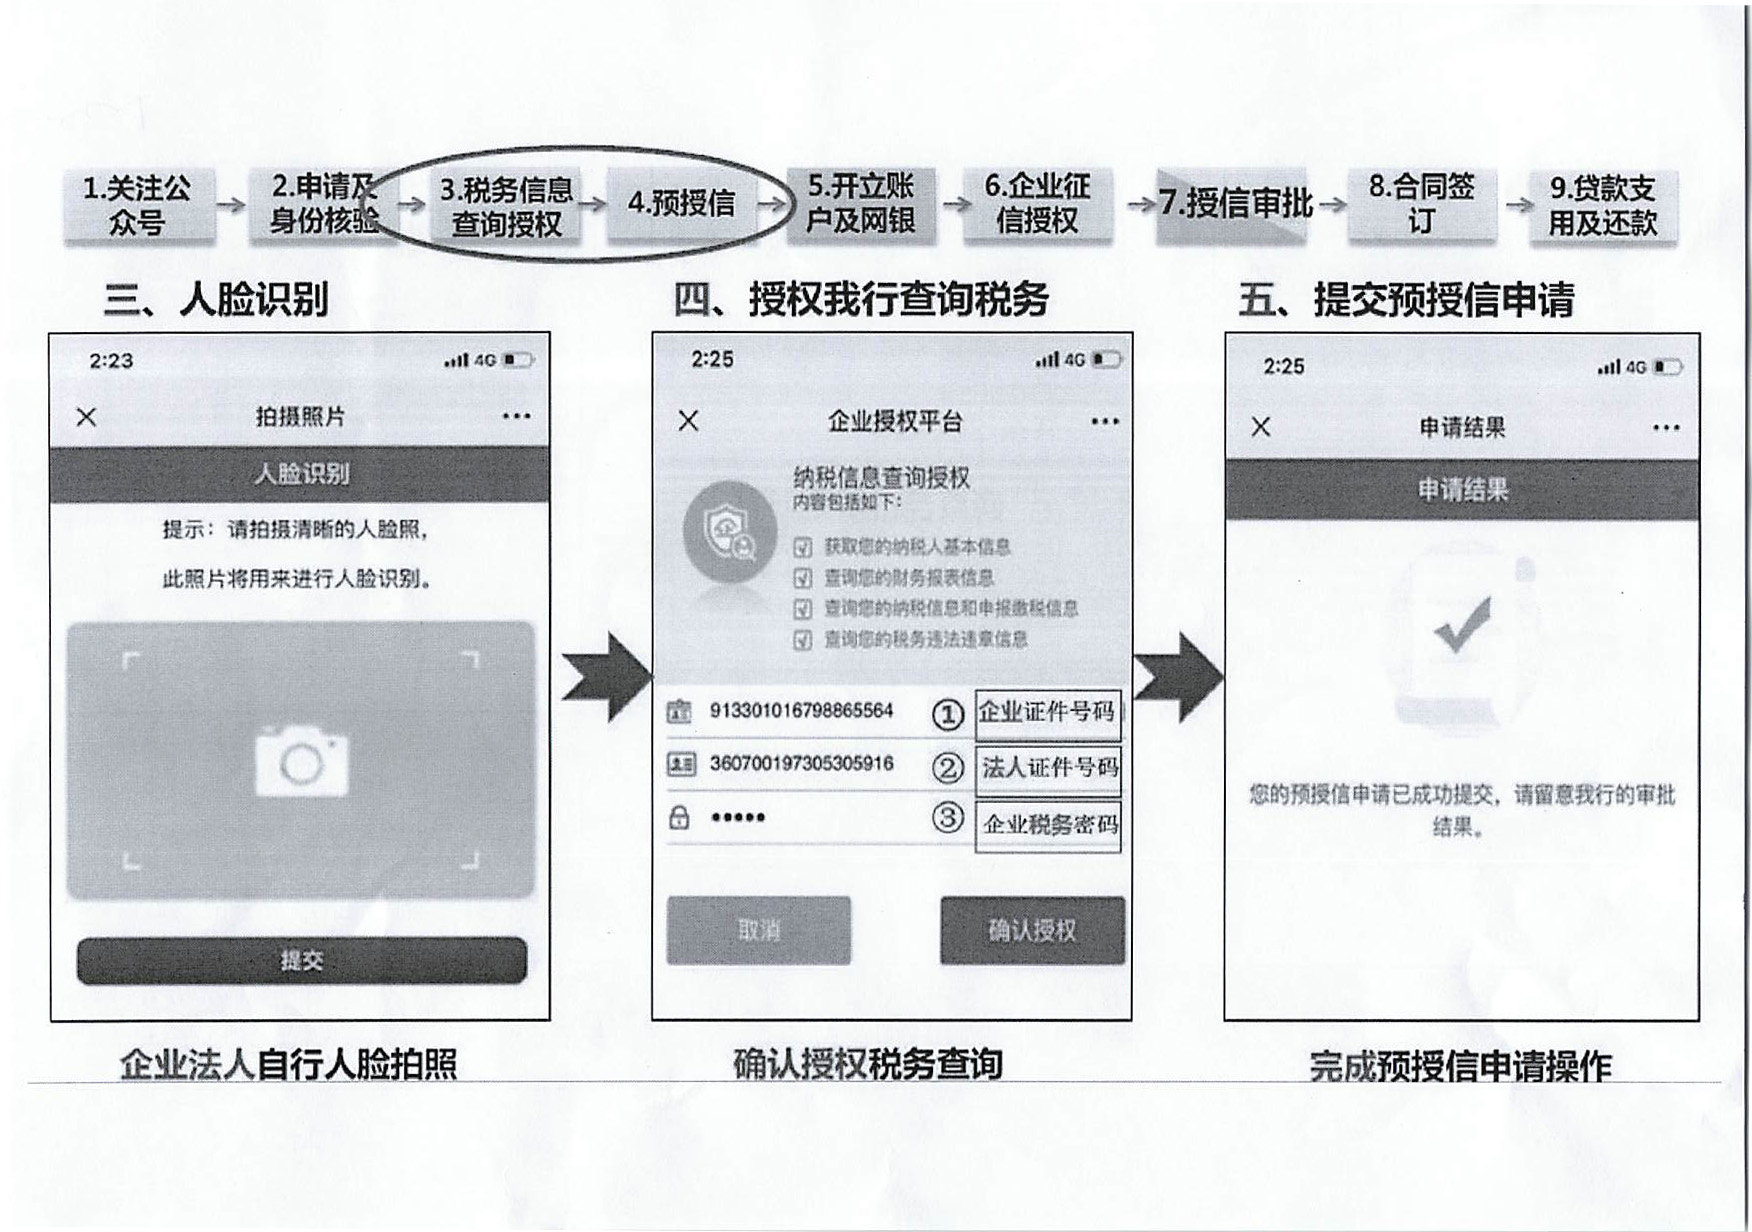 1.关注公
众号
2.申请及
身份核验
3.税务信息
查询授权
4.预授信
5.开立账
户及网银
6.企业征
信授权
7.授信审批
8.合同签
订
9.贷款支
用及还款
三、人脸识别
2:23
4G
拍摄照片
人脸识别
提示：请拍摄清晰的人脸照，
此照片将用来进行人脸识别。
提交
企业法人自行人脸拍照
四、授权我行查询税务
2:25
4G
企业授权平台
纳税信息查询授权
内容包括如下：
获取您的纳税人基本信息
查询您的财务报表信息
查询您的纳税信息和申报缴税信息
查询您的税务违法违章信息
913301016798865564 ① 企业证件号码
360700197305305916 ② 法人证件号码
••••• ③ 企业税务密码
取消 确认授权
确认授权税务查询
五、提交预授信申请
2:25
4G
申请结果
申请结果
您的预授信申请已成功提交，请留意我行的审批
结果。
完成预授信申请操作